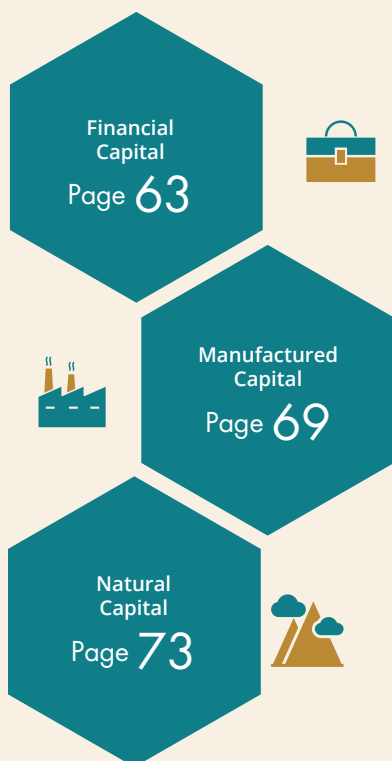 Financial
Capital
Page 63
Manufactured
Capital
Page 69
Natural
Capital
Page 73